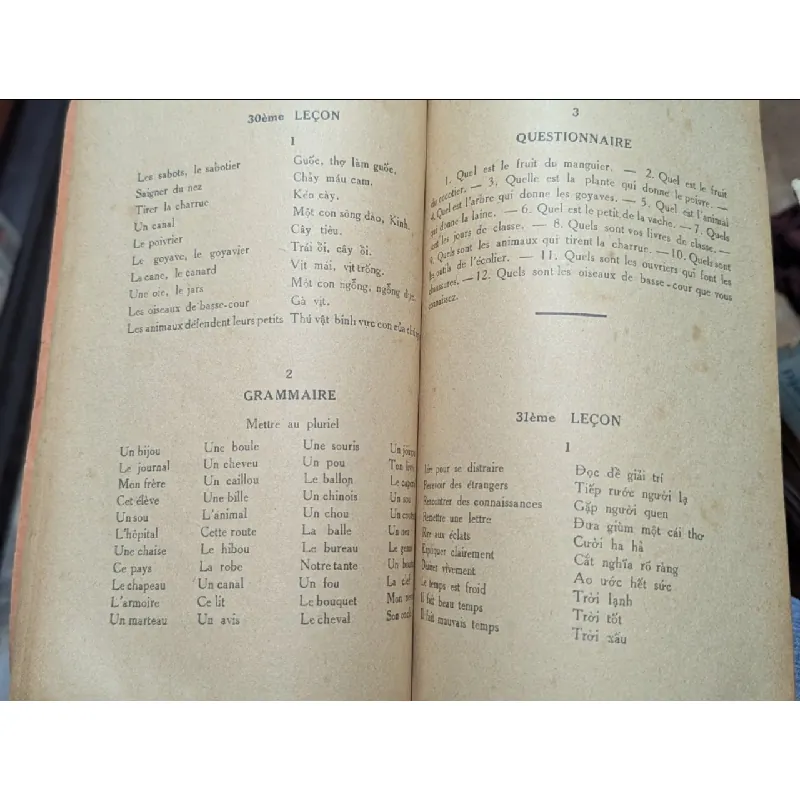 30ème LEÇON
1
Les sabots, le sabotier Guốc, thợ làm guốc.
Saigner du nez Chảy máu cam.
Tirer la charrue Kéo cày.
Un canal Một con sông đào, Kinh.
Le poivrier Cây tiêu.
Le goyave, le goyavier Trái ổi, cây ổi.
La cane, le canard Vịt mái, vịt trống.
Une oie, le jars Một con ngỗng, ngỗng đực.
Les oiseaux de basse-cour Gà vịt.
Les animaux défendent leurs petits Thú vật binh vực con của
2
GRAMMAIRE
Mettre au pluriel
Un bijou Une boule Une souris Un
Le journal Un cheveu Un pou
Mon frère Un caillou Le ballon
Cet élève Une bille Un chinois Un sou
Un sou L'animal Un chou
L'hôpital Cette route La balle
Une chaise Le hibou Le bureau
Ce pays La robe Notre tante Un
Le chapeau Un canal Un fou La clef
L'armoire Ce lit Le bouquet Mon
Un marteau Un avis Le cheval Son
3
QUESTIONNAIRE
1. Quel est le fruit du manguier. — 2. Quel est le fruit
du cocotier. — 3. Quelle est la plante qui donne le poivre. —
4. Quel est l'arbre qui donne les goyaves. — 5. Quel est l'animal
qui donne la laine. — 6. Quel est le petit de la vache. — 7. Quels
sont les jours de classe. — 8. Quels sont vos livres de classe. —
9. Quels sont les animaux qui tirent la charrue. — 10. Quels sont
les outils de l'écolier. — 11. Quels sont les ouvriers qui font les
chaussures. — 12. Quels sont les oiseaux de basse-cour que vous
connaissez.
31ème LEÇON
1
Lire pour se distraire Đọc để giải trí
Recevoir des étrangers Tiếp rước người lạ
Rencontrer des connaissances Gặp người quen
Remettre une lettre Đưa giùm một cái thơ
Rire aux éclats Cười ha hả
Expliquer clairement Cắt nghĩa rõ ràng
vivement Ao ước hết sức
Le temps est froid Trời lạnh
Il fait beau temps Trời tốt
Il fait mauvais temps Trời xấu